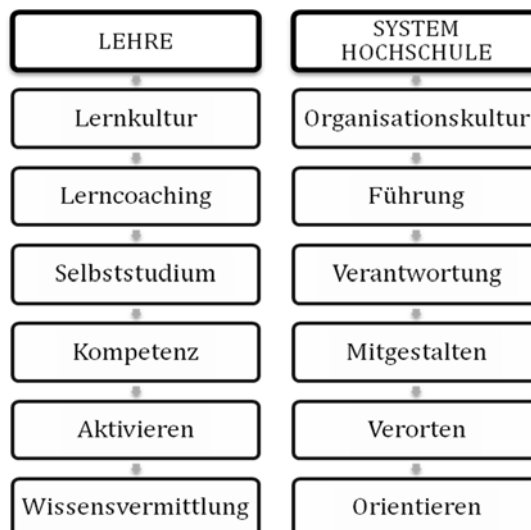 LEHRE
Lernkultur
Lerncoaching
Selbststudium
Kompetenz
Aktivieren
Wissensvermittlung
SYSTEM
HOCHSCHULE
Organisationskultur
Führung
Verantwortung
Mitgestalten
Verorten
Orientieren